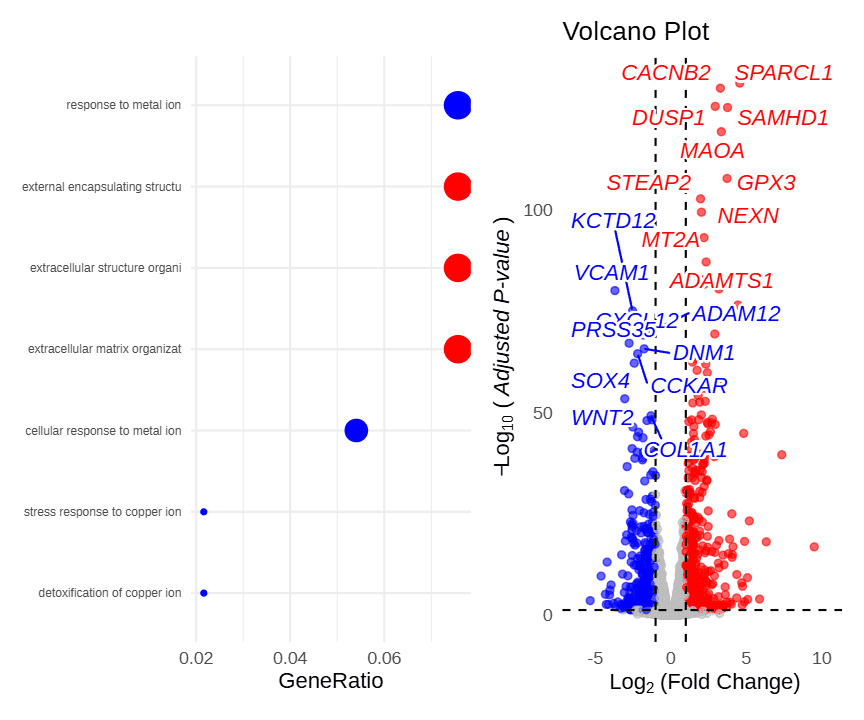 response to metal ion
external encapsulating structu
extracellular structure organi
extracellular matrix organizat
cellular response to metal ion
stress response to copper ion
detoxification of copper ion
0.02 0.04 0.06
GeneRatio
Volcano Plot
CACNB2 SPARCL1
DUSP1 SAMHD1
MAOA
STEAP2 GPX3
NEXN
KCTD12
MT2A
VCAM1 ADAMTS1
CXCL12 ADAM12
PRSS35
DNM1
SOX4 CCKAR
WNT2
COL1A1
100
50
0
−Log10 ( Adjusted P-value )
-5 0 5 10
Log2 (Fold Change)